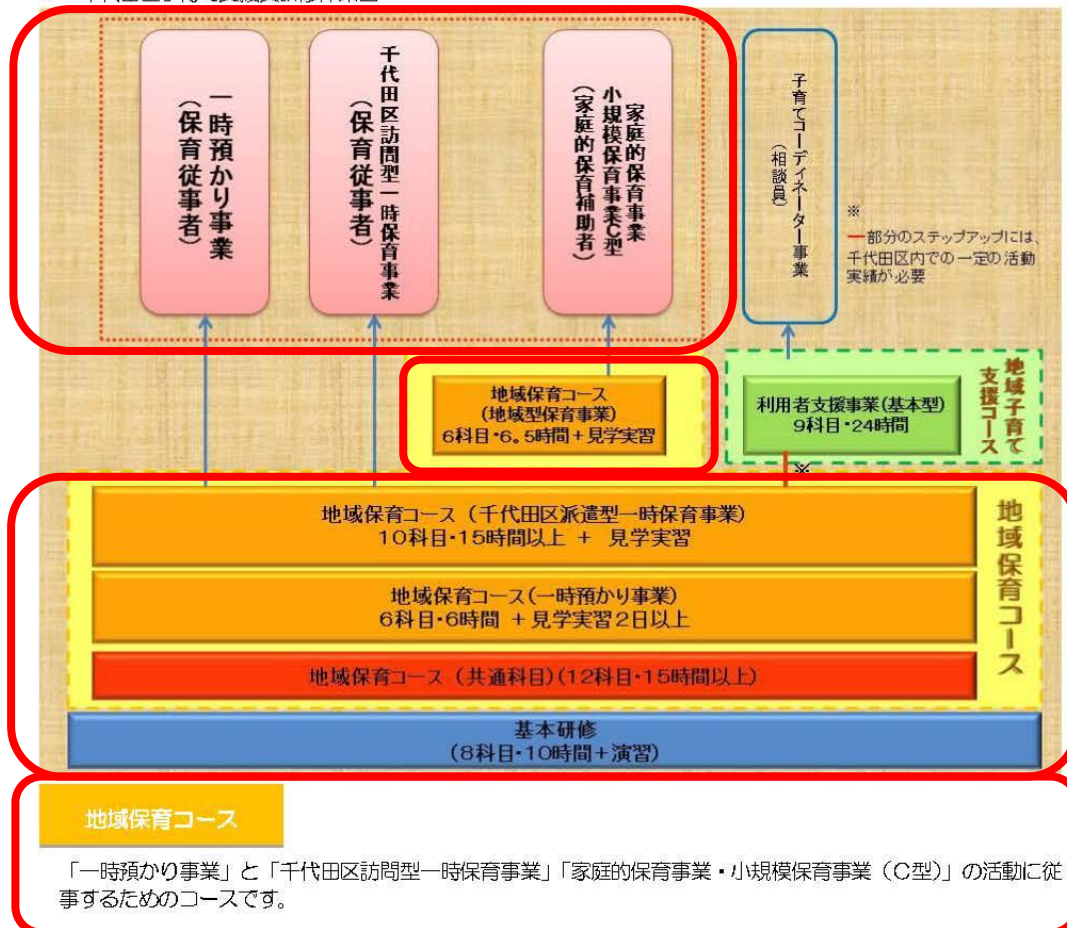 一時預かり事業
（保育従事者）
千代田区訪問型一時保育事業
（保育従事者）
家庭的保育事業
小規模保育事業C型
（家庭的保育補助者）
子育てコーディネーター事業
（相談員）
※
━部分のステップアップには、
千代田区内での一定の活動
実績が必要
地域保育コース
(地域型保育事業)
6科目・6。5時間＋見学実習
利用者支援事業(基本型)
9科目・24時間
地域子育て
支援コース
※
地域保育コース（千代田区派遣型一時保育事業）
10科目・15時間以上 ＋ 見学実習
地域保育コース(一時預かり事業)
6科目・6時間 ＋見学実習2日以上
地域保育コース（共通科目）(12科目・15時間以上)
地域保育コース
基本研修
(8科目・10時間＋演習)
地域保育コース
「一時預かり事業」と「千代田区訪問型一時保育事業」「家庭的保育事業・小規模保育事業（C型）」の活動に従
事するためのコースです。